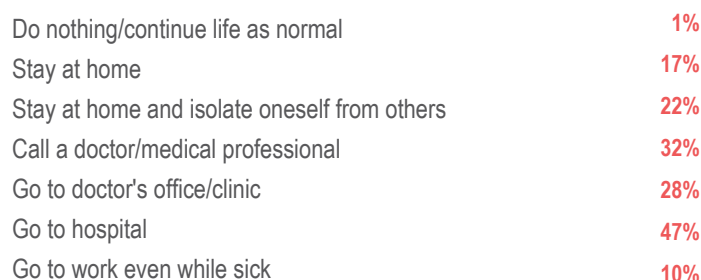 Do nothing/continue life as normal 1%
Stay at home 17%
Stay at home and isolate oneself from others 22%
Call a doctor/medical professional 32%
Go to doctor's office/clinic 28%
Go to hospital 47%
Go to work even while sick 10%